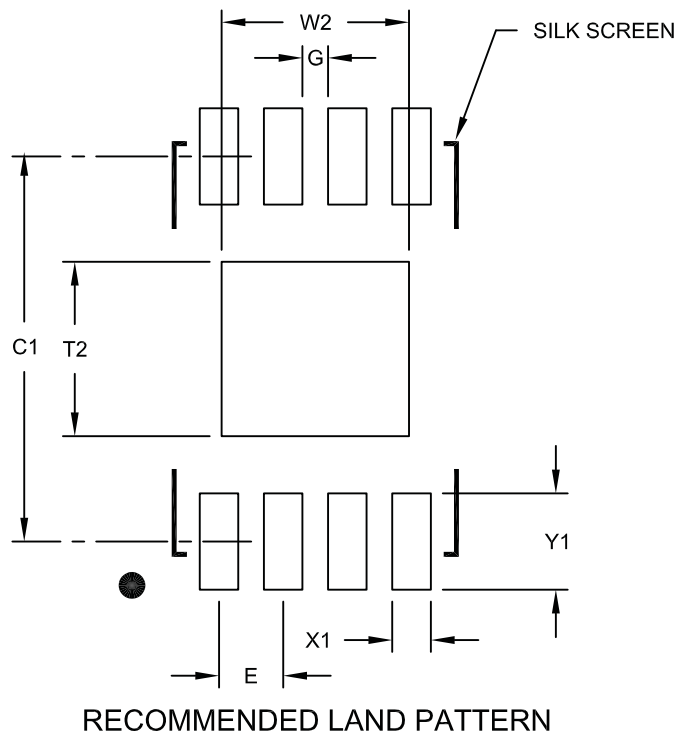 W2
G
SILK SCREEN
C1
T2
Y1
X1
E
RECOMMENDED LAND PATTERN